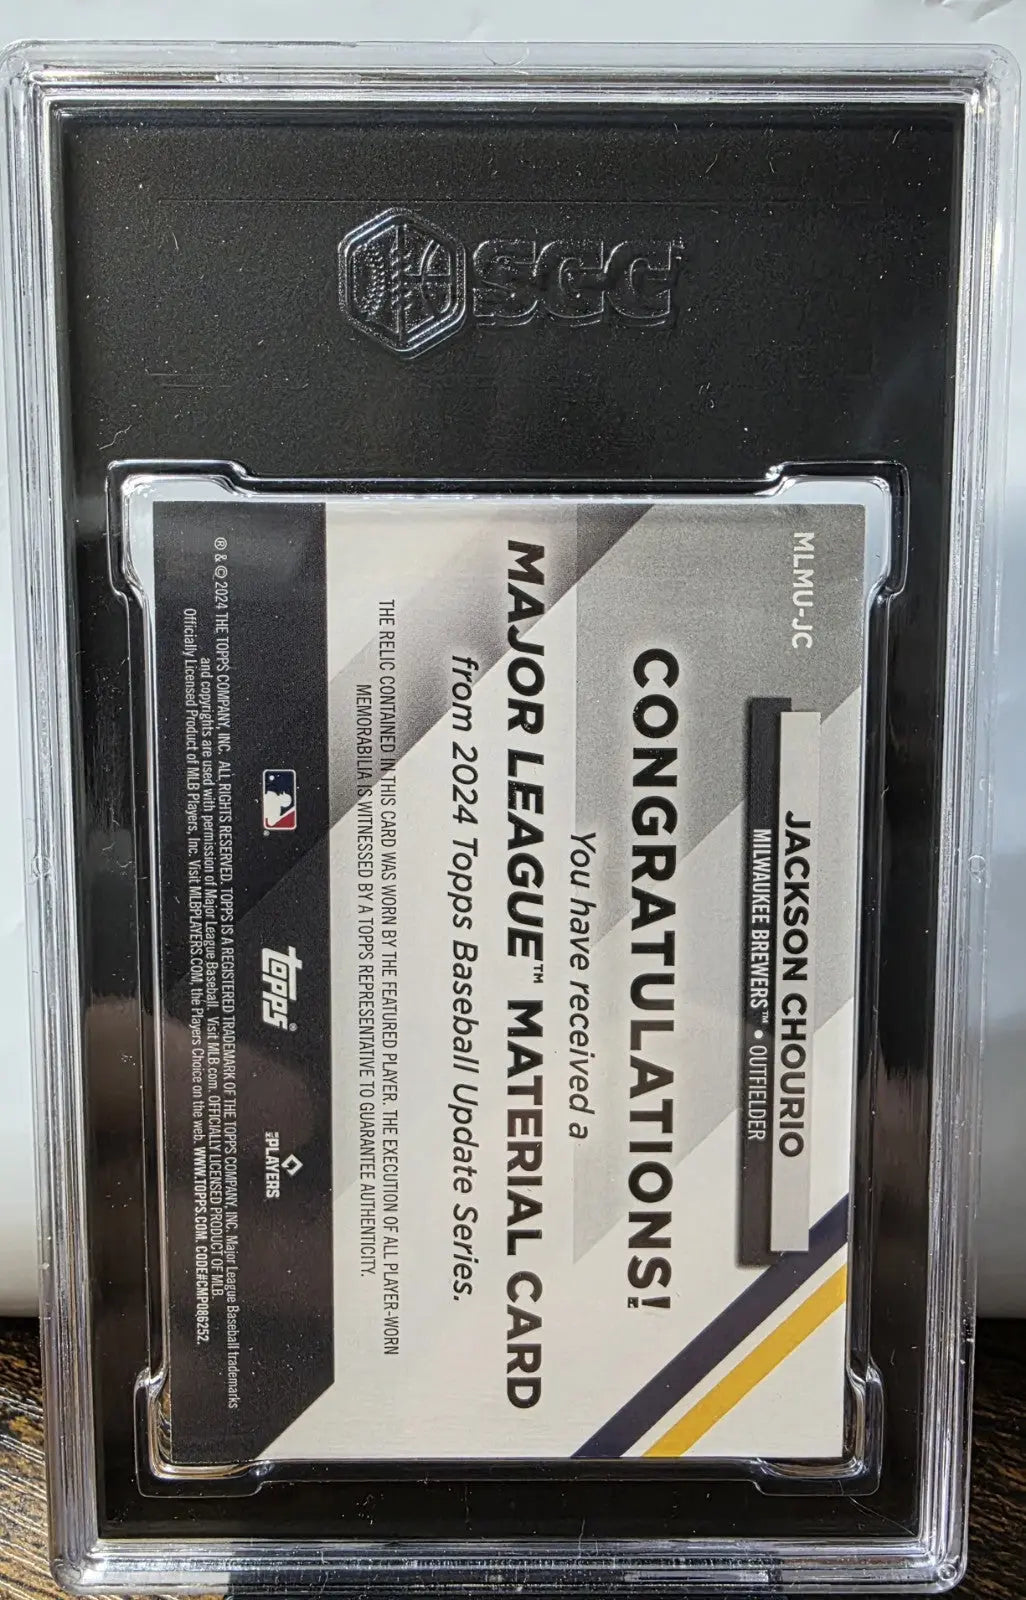 SGC
MLMU-JC
JACKSON CHOURIO
MILWAUKEE BREWERS™ • OUTFIELDER
CONGRATULATIONS!
You have received a
MAJOR LEAGUE™ MATERIAL CARD
from 2024 Topps Baseball Update Series.
THE RELIC CONTAINED IN THIS CARD WAS WORN BY THE FEATURED PLAYER. THE EXECUTION OF ALL PLAYER-WORN
MEMORABILIA IS WITNESSED BY A TOPPS REPRESENTATIVE TO GUARANTEE AUTHENTICITY.
topps®
PLAYERS
® & © 2024 THE TOPPS COMPANY, INC. ALL RIGHTS RESERVED. TOPPS IS A REGISTERED TRADEMARK OF THE TOPPS COMPANY, INC. Major League Baseball trademarks
and copyrights are used with permission of Major League Baseball. Visit MLB.com. OFFICIALLY LICENSED PRODUCT OF MLB
Officially Licensed Product of MLB Players, Inc. Visit MLBPLAYERS.COM, the Players Choice on the web. WWW.TOPPS.COM. CODE#CMP086252.